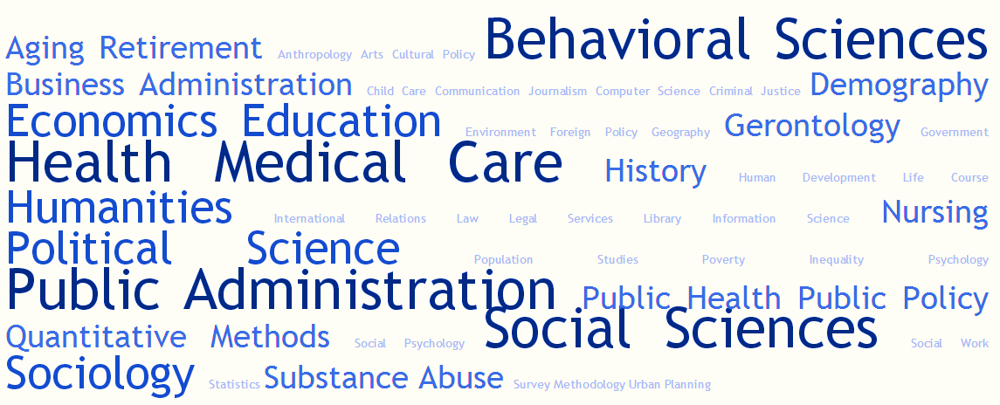 Aging Retirement Anthropology Arts Cultural Policy Behavioral Sciences
Business Administration Child Care Communication Journalism Computer Science Criminal Justice Demography
Economics Education Environment Foreign Policy Geography Gerontology Government
Health Medical Care History Human Development Life Course
Humanities International Relations Law Legal Services Library Information Science Nursing
Political Science Population Studies Poverty Inequality Psychology
Public Administration Public Health Public Policy
Quantitative Methods Social Psychology Social Sciences Social Work
Sociology Statistics Substance Abuse Survey Methodology Urban Planning